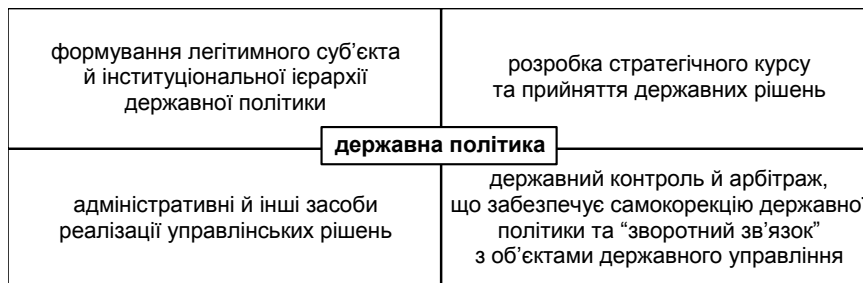 формування легітимного суб’єкта
й інституціональної ієрархії
державної політики
розробка стратегічного курсу
та прийняття державних рішень
державна політика
адміністративні й інші засоби
реалізації управлінських рішень
державний контроль й арбітраж,
що забезпечує самокорекцію державної
політики та “зворотний зв’язок”
з об’єктами державного управління